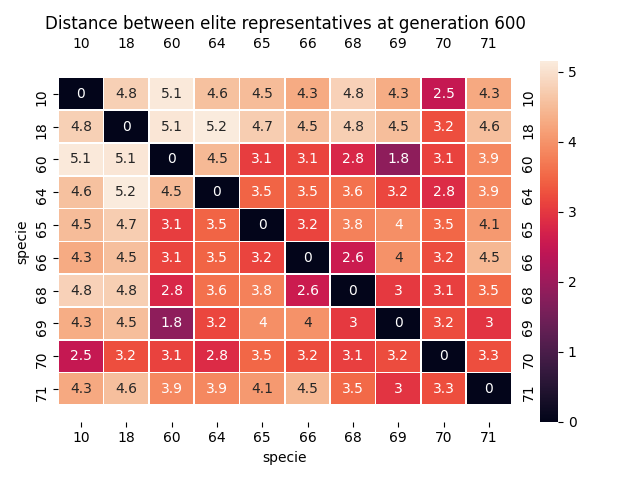 Distance between elite representatives at generation 600
10 18 60 64 65 66 68 69 70 71
10 0 4.8 5.1 4.6 4.5 4.3 4.8 4.3 2.5 4.3 10
18 4.8 0 5.1 5.2 4.7 4.5 4.8 4.5 3.2 4.6 18
60 5.1 5.1 0 4.5 3.1 3.1 2.8 1.8 3.1 3.9 60
64 4.6 5.2 4.5 0 3.5 3.5 3.6 3.2 2.8 3.9 64
65 4.5 4.7 3.1 3.5 0 3.2 3.8 4 3.5 4.1 65
66 4.3 4.5 3.1 3.5 3.2 0 2.6 4 3.2 4.5 66
68 4.8 4.8 2.8 3.6 3.8 2.6 0 3 3.1 3.5 68
69 4.3 4.5 1.8 3.2 4 4 3 0 3.2 3 69
70 2.5 3.2 3.1 2.8 3.5 3.2 3.1 3.2 0 3.3 70
71 4.3 4.6 3.9 3.9 4.1 4.5 3.5 3 3.3 0 71
10 18 60 64 65 66 68 69 70 71
specie
specie
5
4
3
2
1
0